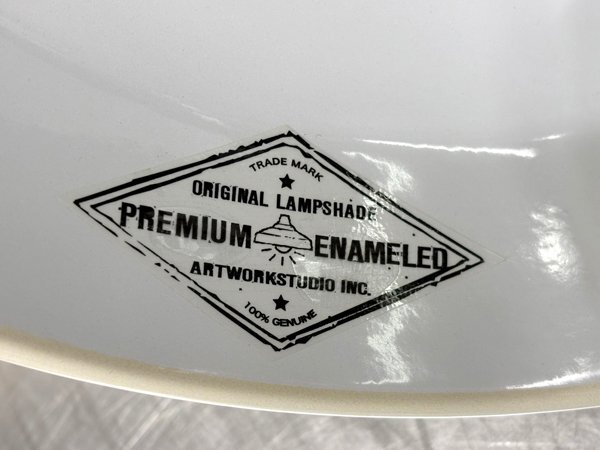 TRADE MARK
ORIGINAL LAMPSHADE
PREMIUM ENAMELED
ARTWORKSTUDIO INC.
100% GENUINE